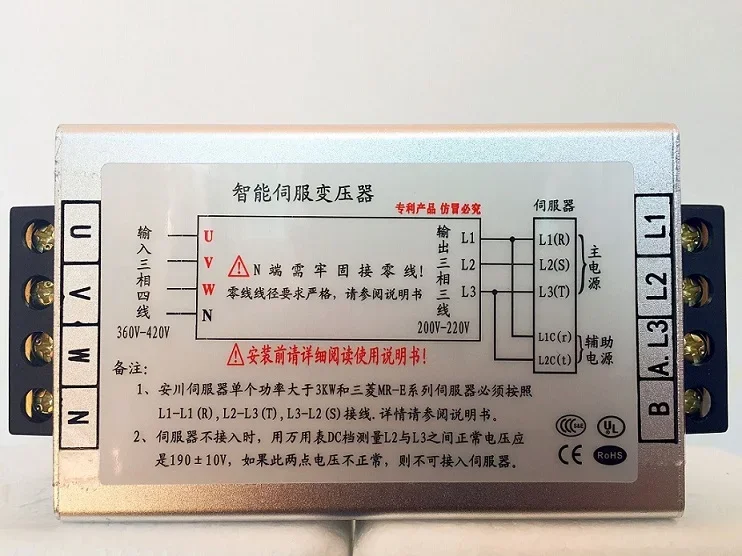 智能伺服变压器
专利产品 仿冒必究
伺服器
输入三相四线
360V-420V
U
V
W
N
N端需牢固接零线!
零线线径要求严格,请参阅说明书
输出三相三线
200V-220V
L1
L2
L3
L1(R)
L2(S)
L3(T)
主电源
L1C(r)
L2C(t)
辅助电源
安装前请详细阅读使用说明书!
备注:
1、安川伺服器单个功率大于3KW和三菱MR-E系列伺服器必须按照
L1-L1(R),L2-L3(T),L3-L2(S)接线.详情请参阅说明书。
2、伺服器不接入时,用万用表DC档测量L2与L3之间正常电压应
是190±10V,如果此两点电压不正常,则不可接入伺服器。
CE
UL
RoHS
U
V
W
N
L1
L2
A.L3
B